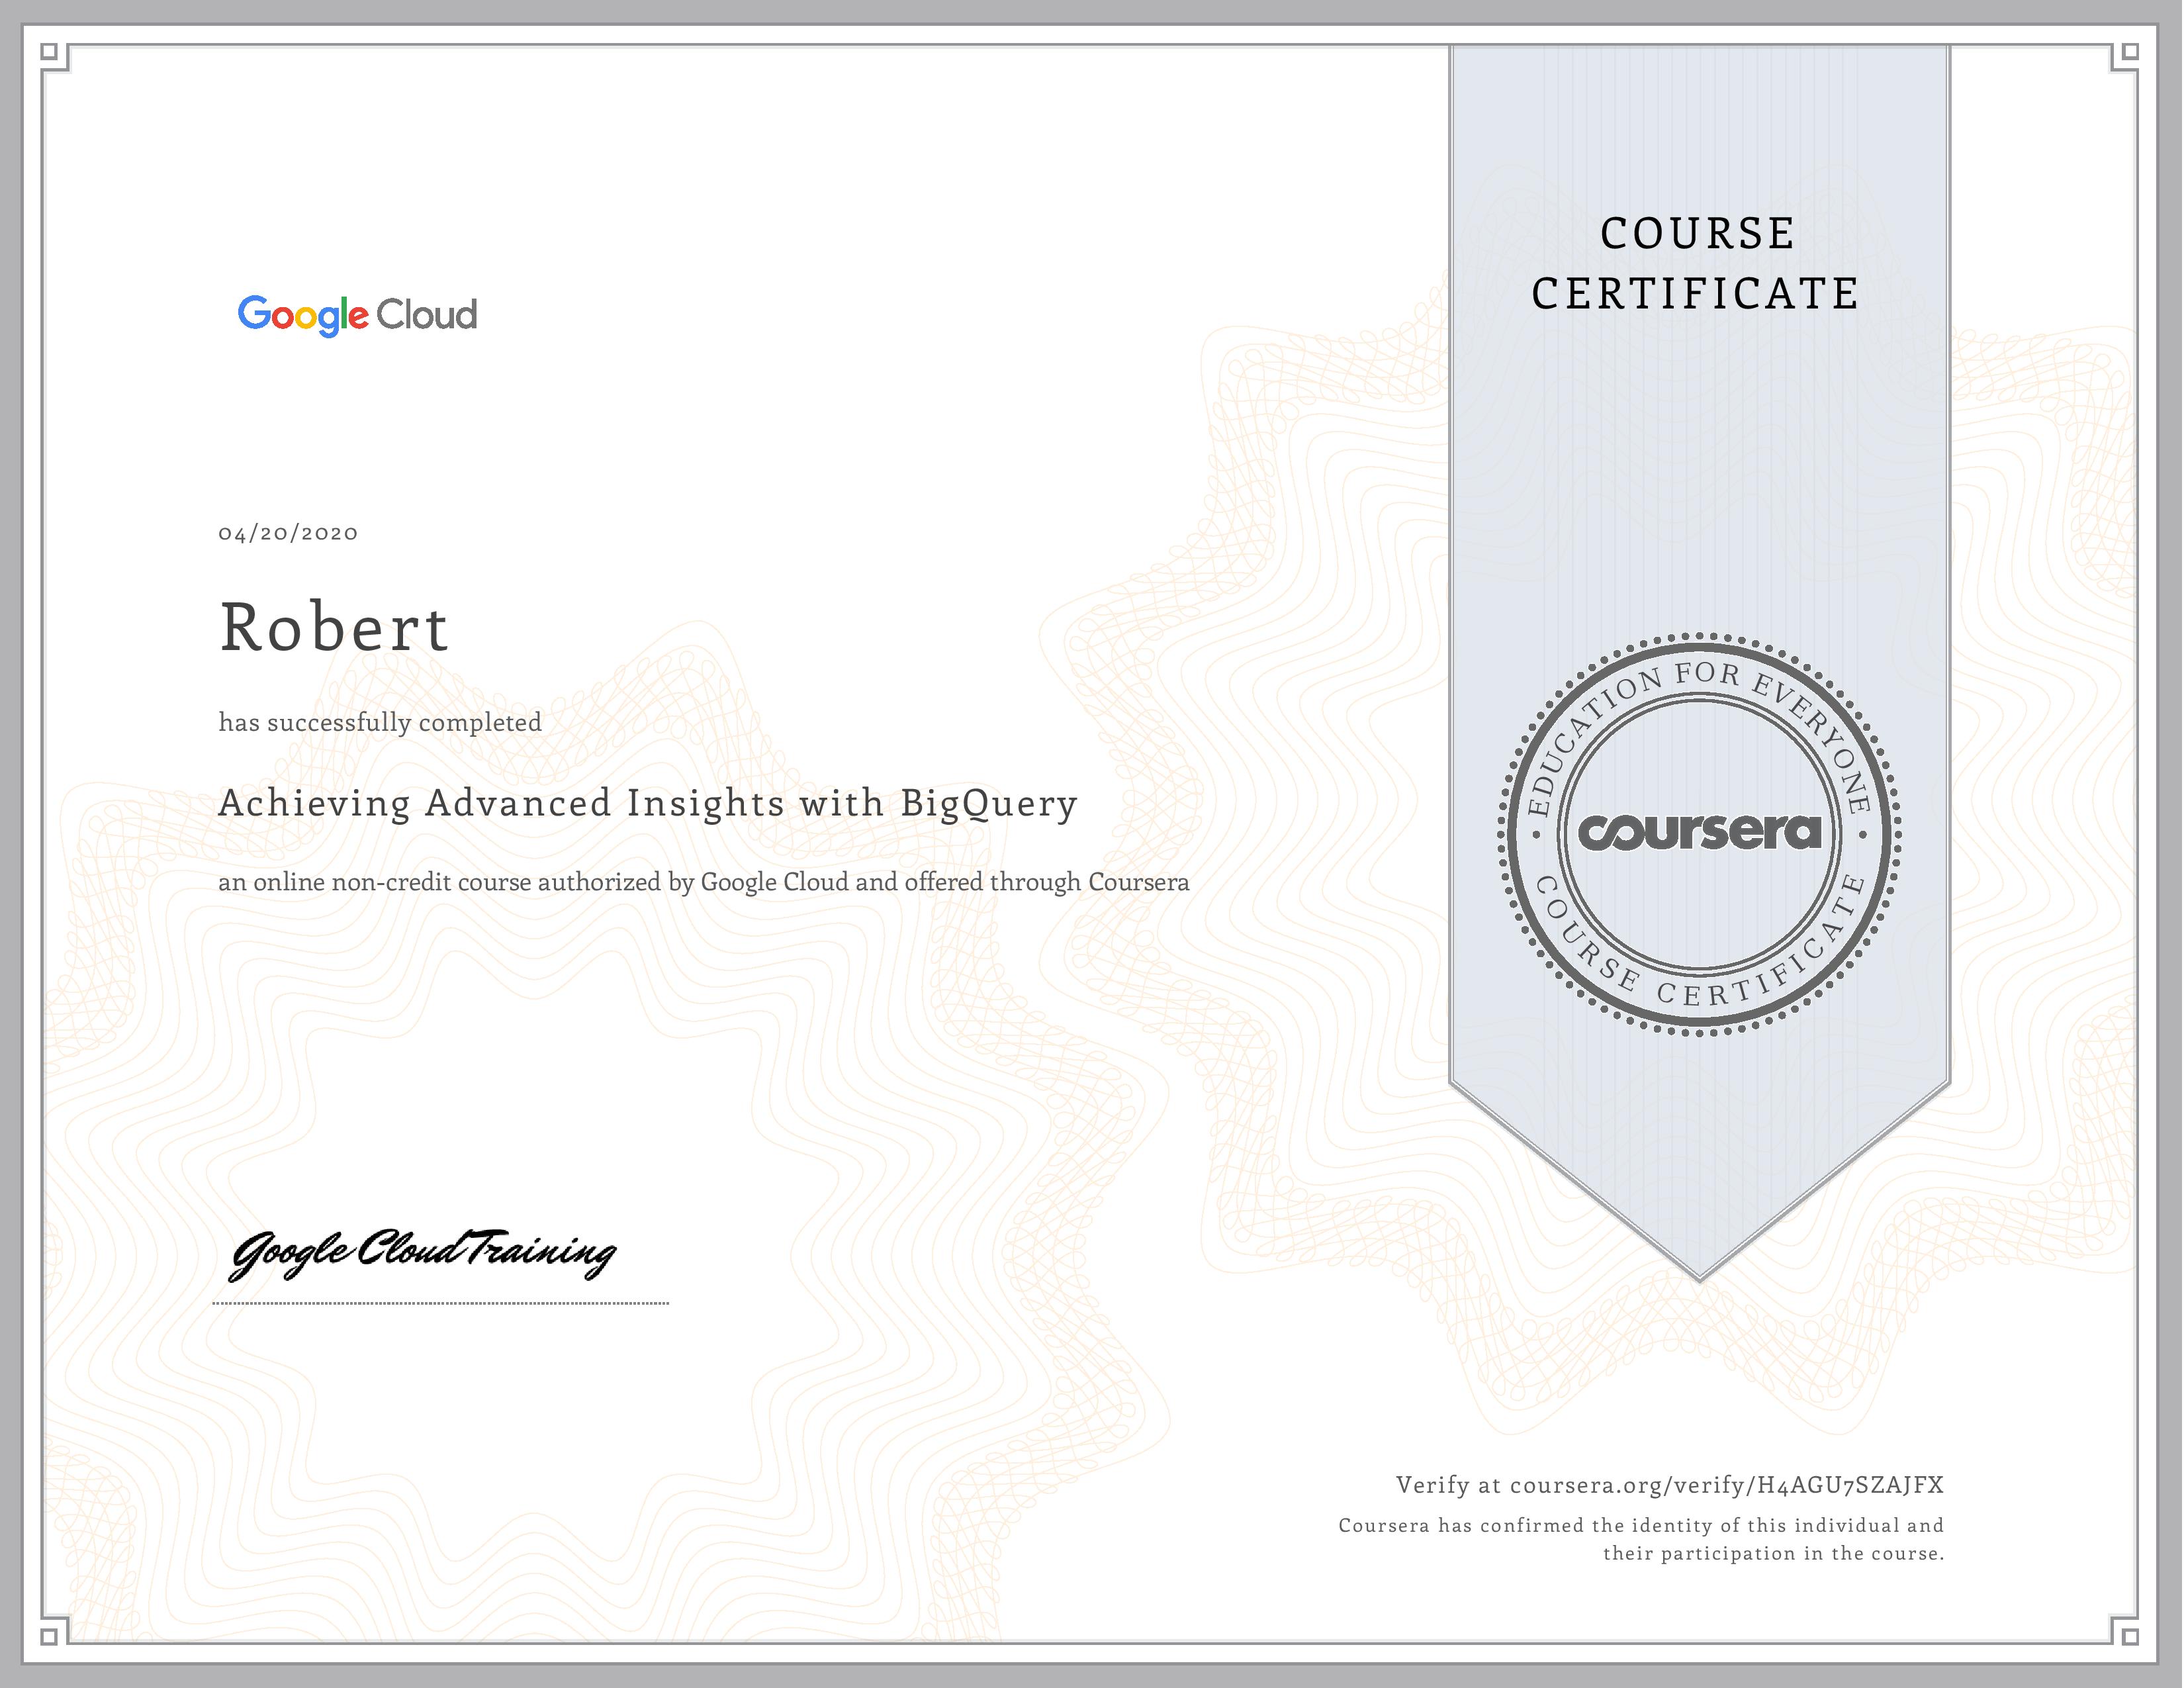 COURSE
CERTIFICATE
Google Cloud
04/20/2020
Robert
has successfully completed
Achieving Advanced Insights with BigQuery
an online non-credit course authorized by Google Cloud and offered through Coursera
EDUCATION FOR EVERYONE
coursera
COURSE CERTIFICATE
Google Cloud Training
Verify at coursera.org/verify/H4AGU7SZAJFX
Coursera has confirmed the identity of this individual and
their participation in the course.